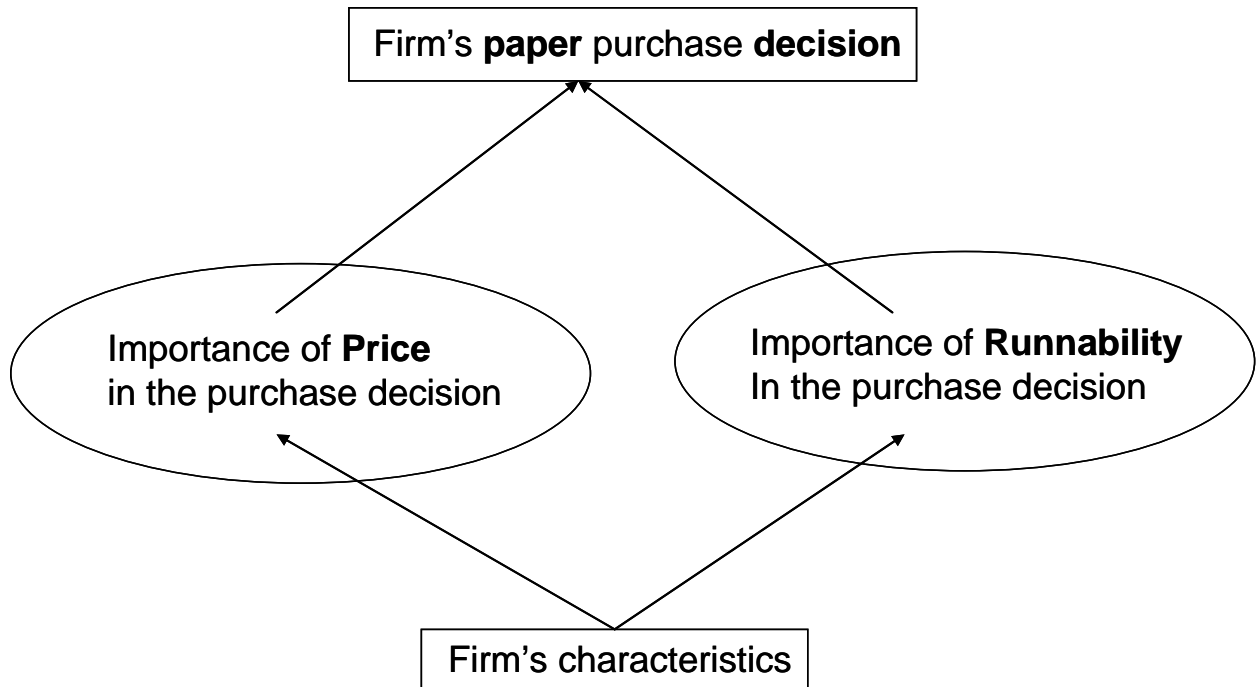 Firm’s paper purchase decision
Importance of Price
in the purchase decision
Importance of Runnability
In the purchase decision
Firm’s characteristics